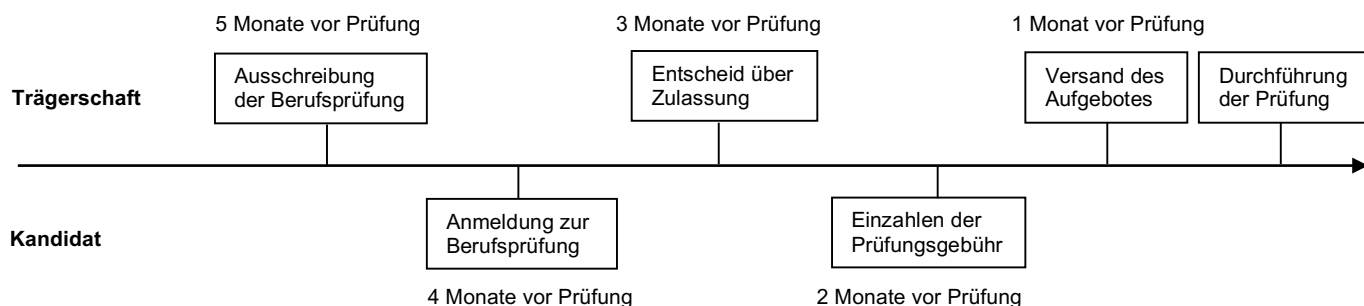 5 Monate vor Prüfung
3 Monate vor Prüfung
1 Monat vor Prüfung
Ausschreibung
der Berufsprüfung
Entscheid über
Zulassung
Versand des
Aufgebotes
Durchführung
der Prüfung
Trägerschaft
Anmeldung zur
Berufsprüfung
Einzahlen der
Prüfungsgebühr
Kandidat
4 Monate vor Prüfung
2 Monate vor Prüfung